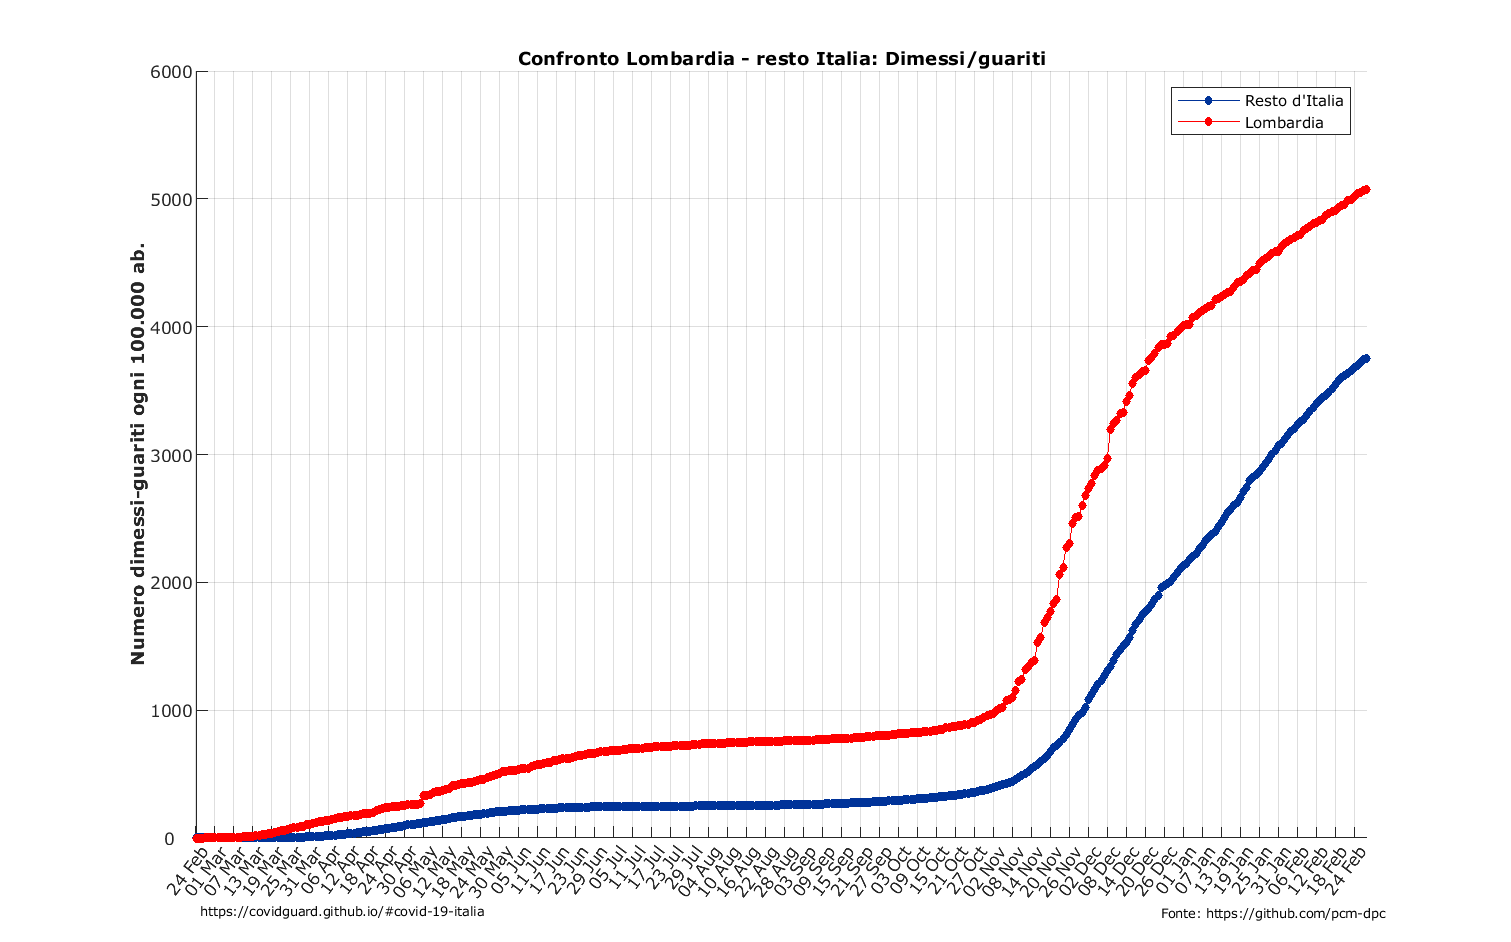 Confronto Lombardia - resto Italia: Dimessi/guariti
Resto d'Italia
Lombardia
Numero dimessi-guariti ogni 100.000 ab.
6000
5000
4000
3000
2000
1000
0
24 Feb
01 Mar
07 Mar
13 Mar
19 Mar
25 Mar
31 Mar
06 Apr
12 Apr
18 Apr
24 Apr
30 Apr
06 May
12 May
18 May
24 May
30 May
05 Jun
11 Jun
17 Jun
23 Jun
29 Jun
05 Jul
11 Jul
17 Jul
23 Jul
29 Jul
04 Aug
10 Aug
16 Aug
22 Aug
28 Aug
03 Sep
09 Sep
15 Sep
21 Sep
27 Sep
03 Oct
09 Oct
15 Oct
21 Oct
27 Oct
02 Nov
08 Nov
14 Nov
20 Nov
26 Nov
02 Dec
08 Dec
14 Dec
20 Dec
26 Dec
01 Jan
07 Jan
13 Jan
19 Jan
25 Jan
31 Jan
06 Feb
12 Feb
18 Feb
24 Feb
https://covidguard.github.io/#covid-19-italia
Fonte: https://github.com/pcm-dpc